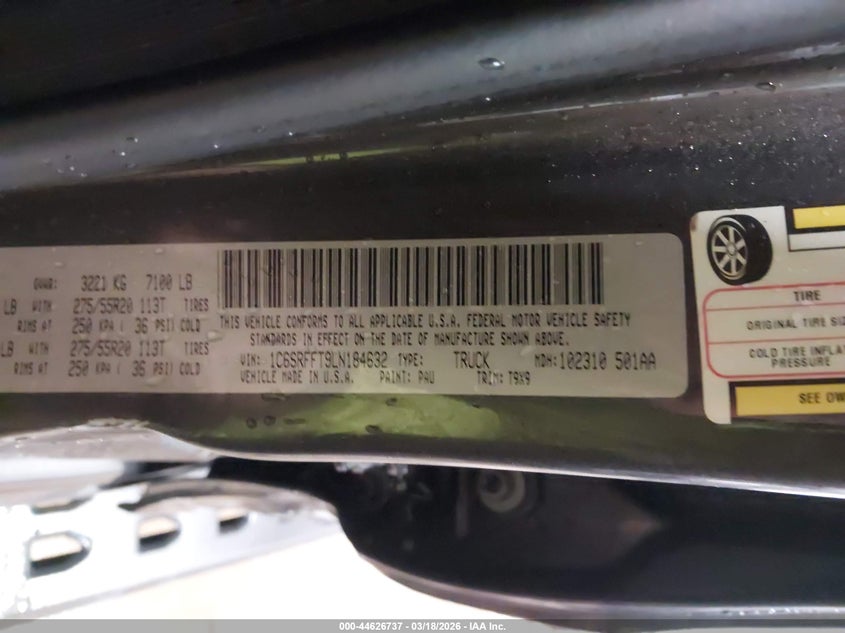 GVWR: 3221 KG 7100 LB
LB WITH 275/55R20 113T TIRES
RIMS AT 250 KPA ( 36 PSI) COLD
LB WITH 275/55R20 113T TIRES
RIMS AT 250 KPA ( 36 PSI) COLD
THIS VEHICLE CONFORMS TO ALL APPLICABLE U.S.A. FEDERAL MOTOR VEHICLE SAFETY
STANDARDS IN EFFECT ON THE DATE OF MANUFACTURE SHOWN ABOVE.
VIN: 1C6SRFFT9LN184632 TYPE: TRUCK MDH: 102310 501AA
VEHICLE MADE IN U.S.A. PAINT: PAU TRIM: T9X9
TIRE
ORIGINAL TIRE SIZ
COLD TIRE INFLAT
PRESSURE
SEE OW
000-44626737 - 03/18/2026 - IAA Inc.